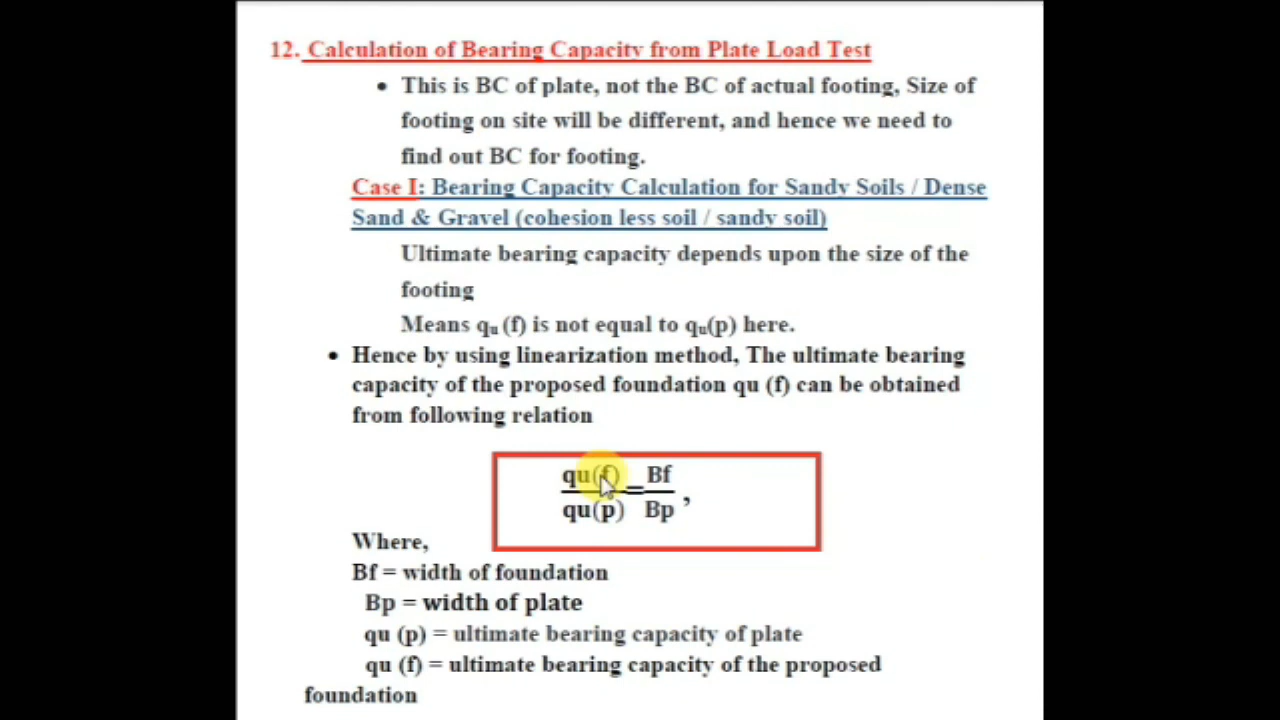 12. Calculation of Bearing Capacity from Plate Load Test
• This is BC of plate, not the BC of actual footing, Size of
footing on site will be different, and hence we need to
find out BC for footing.
Case I: Bearing Capacity Calculation for Sandy Soils / Dense
Sand & Gravel (cohesion less soil / sandy soil)
Ultimate bearing capacity depends upon the size of the
footing
Means qu (f) is not equal to qu(p) here.
• Hence by using linearization method, The ultimate bearing
capacity of the proposed foundation qu (f) can be obtained
from following relation
qu(f)/qu(p) = Bf/Bp ,
Where,
Bf = width of foundation
Bp = width of plate
qu (p) = ultimate bearing capacity of plate
qu (f) = ultimate bearing capacity of the proposed
foundation